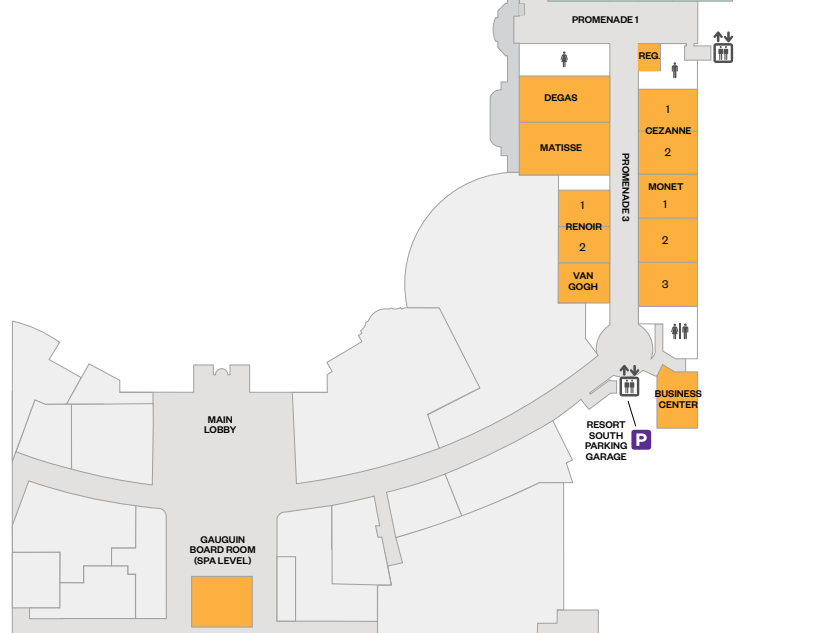 PROMENADE 1
REG.
DEGAS
MATISSE
PROMENADE 3
1
CEZANNE
2
MONET
1
2
3
1
RENOIR
2
VAN
GOGH
BUSINESS
CENTER
RESORT
SOUTH
PARKING
GARAGE
P
MAIN
LOBBY
GAUGUIN
BOARD ROOM
(SPA LEVEL)